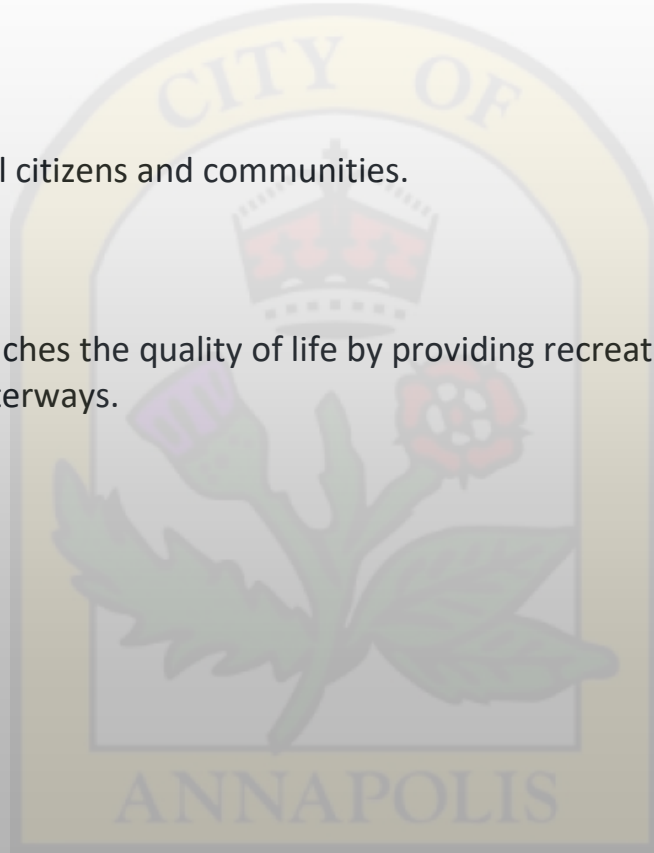 CITY OF
l citizens and communities.
ches the quality of life by providing recreat
terways.
ANNAPOLIS